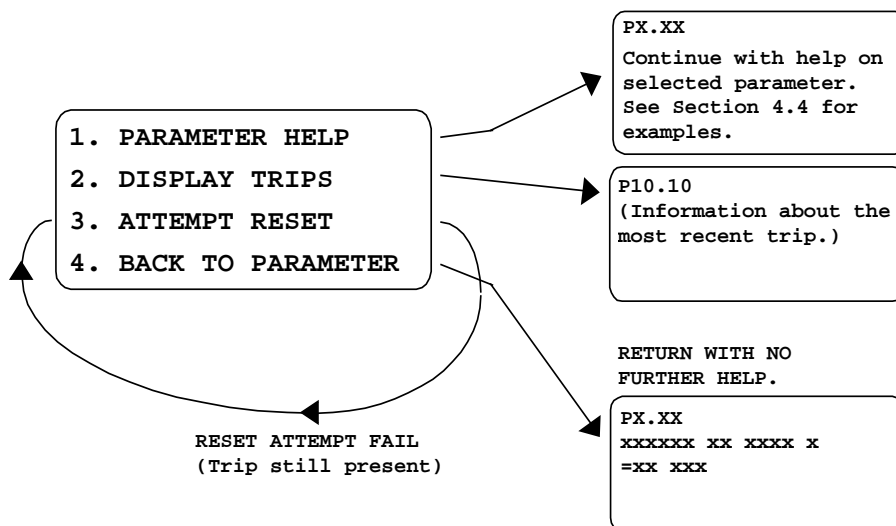 1. PARAMETER HELP
2. DISPLAY TRIPS
3. ATTEMPT RESET
4. BACK TO PARAMETER
PX.XX
Continue with help on
selected parameter.
See Section 4.4 for
examples.
P10.10
(Information about the
most recent trip.)
RESET ATTEMPT FAIL
(Trip still present)
RETURN WITH NO
FURTHER HELP.
PX.XX
xxxxxx xx xxxx x
=xx xxx